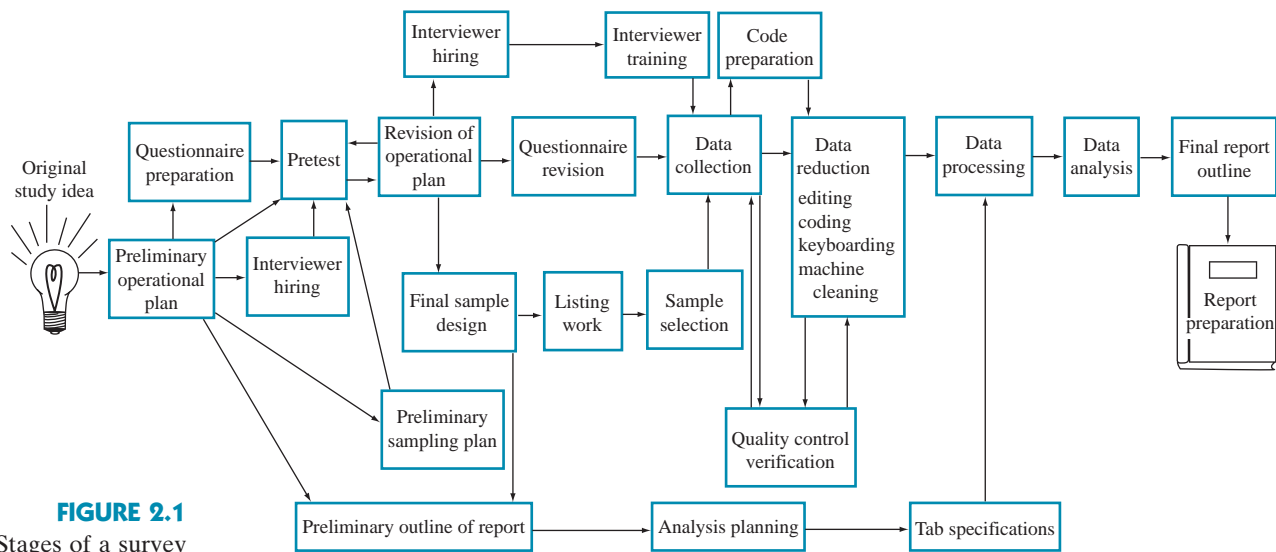 Original
study idea
Preliminary
operational
plan
Questionnaire
preparation
Interviewer
hiring
Pretest
Interviewer
hiring
Revision of
operational
plan
Interviewer
training
Questionnaire
revision
Final sample
design
Listing
work
Sample
selection
Preliminary
sampling plan
Data
collection
Code
preparation
Data
reduction
editing
coding
keyboarding
machine
cleaning
Quality control
verification
Data
processing
Data
analysis
Final report
outline
Report
preparation
Preliminary outline of report
Analysis planning
Tab specifications
FIGURE 2.1
Stages of a survey